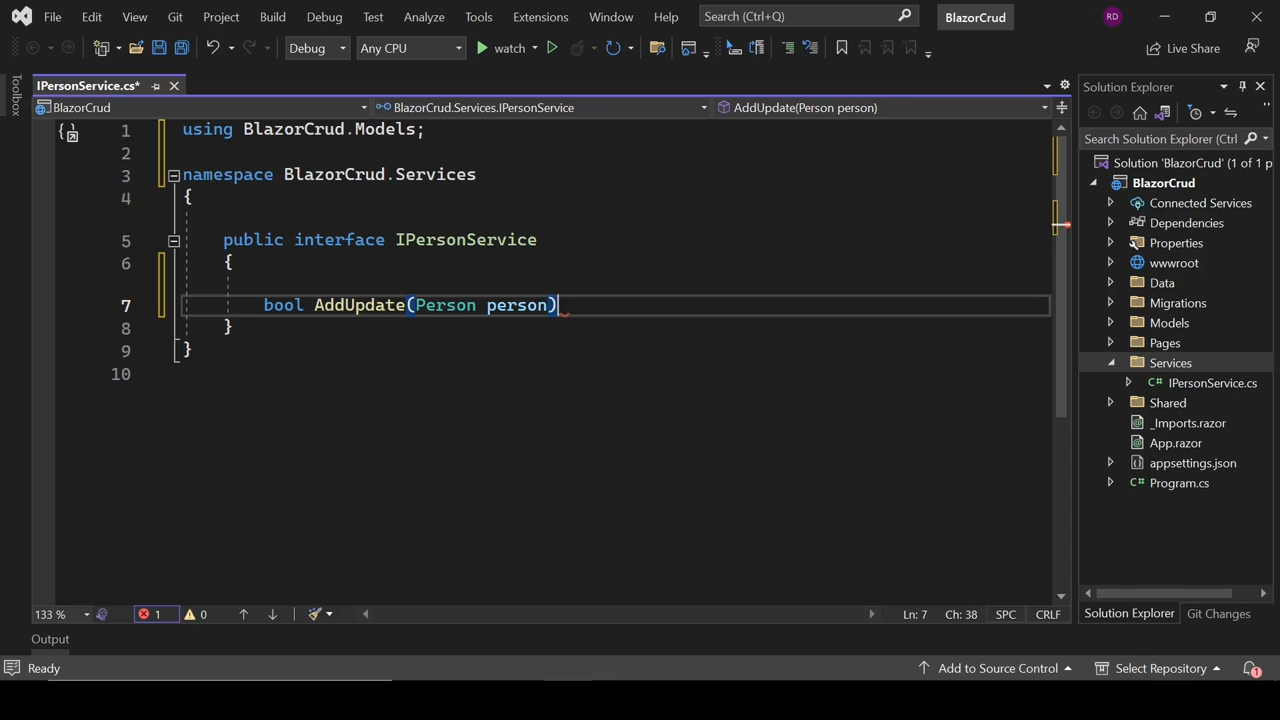 File Edit View Git Project Build Debug Test Analyze Tools Extensions Window Help Search (Ctrl+Q) BlazorCrud RD
Debug Any CPU watch Live Share
Toolbox
IPersonService.cs*
BlazorCrud BlazorCrud.Services.IPersonService AddUpdate(Person person)
1 using BlazorCrud.Models;
2
3 namespace BlazorCrud.Services
4 {
5 public interface IPersonService
6 {
7 bool AddUpdate(Person person)
8 }
9 }
10
133 % 1 0 Ln: 7 Ch: 38 SPC CRLF
Solution Explorer
Search Solution Explorer (Ctrl
Solution 'BlazorCrud' (1 of 1 p
BlazorCrud
Connected Services
Dependencies
Properties
wwwroot
Data
Migrations
Models
Pages
Services
C# IPersonService.cs
Shared
_Imports.razor
App.razor
appsettings.json
C# Program.cs
Solution Explorer Git Changes
Output
Ready Add to Source Control Select Repository 1